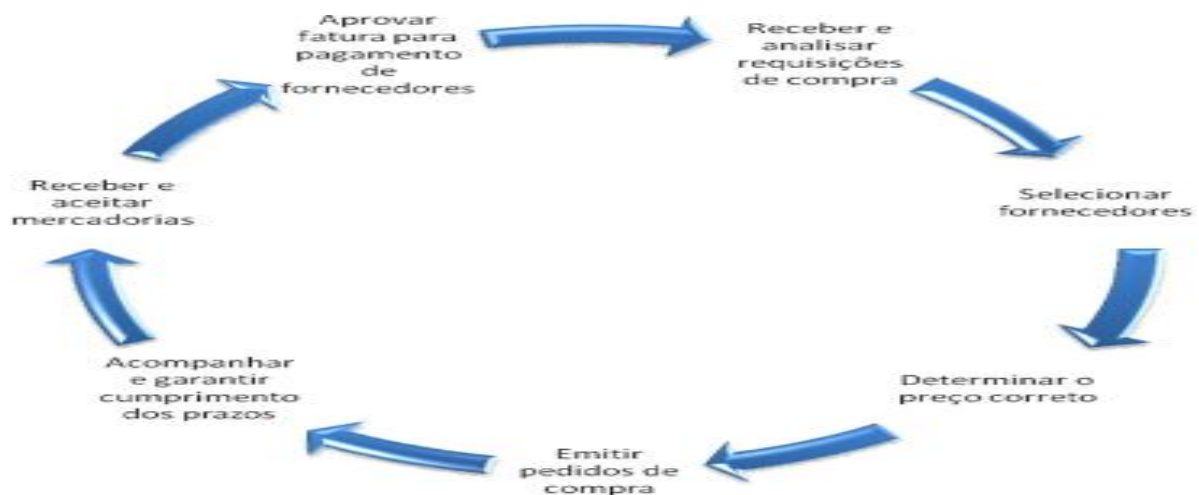 Aprovar
fatura para
pagamento
de
fornecedores
Receber e
analisar
requisições
de compra
Selecionar
fornecedores
Determinar o
preço correto
Emitir
pedidos de
compra
Acompanhar
e garantir
cumprimento
dos prazos
Receber e
aceitar
mercadorias